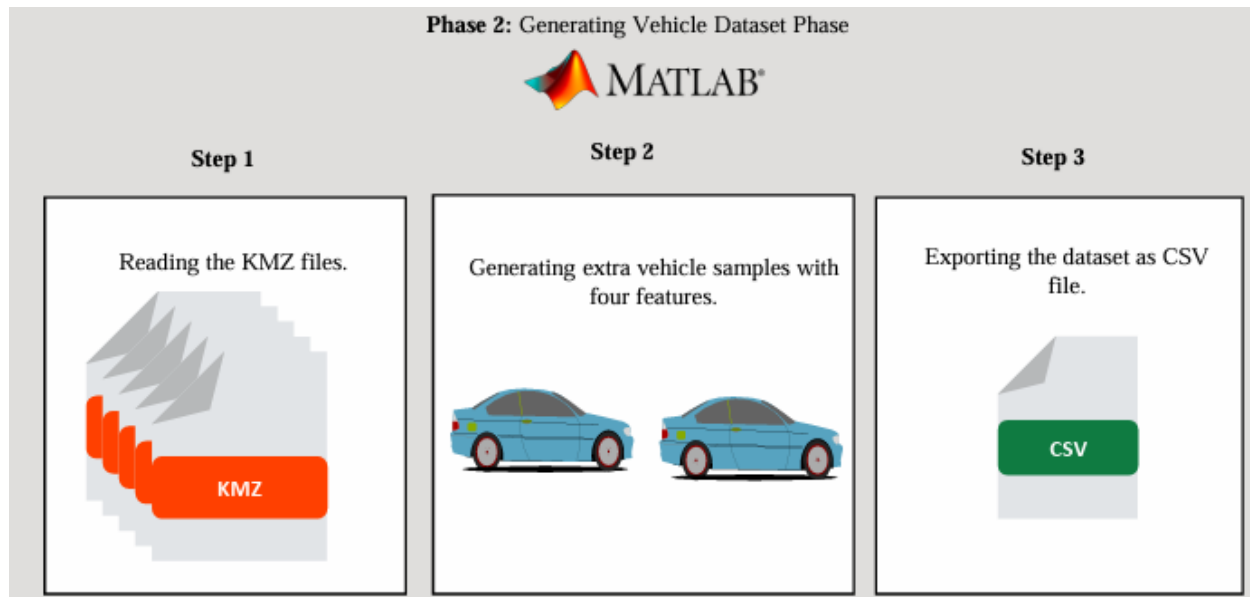 Phase 2: Generating Vehicle Dataset Phase
MATLAB®
Step 1
Step 2
Step 3
Reading the KMZ files.
KMZ
Generating extra vehicle samples with
four features.
Exporting the dataset as CSV
file.
CSV